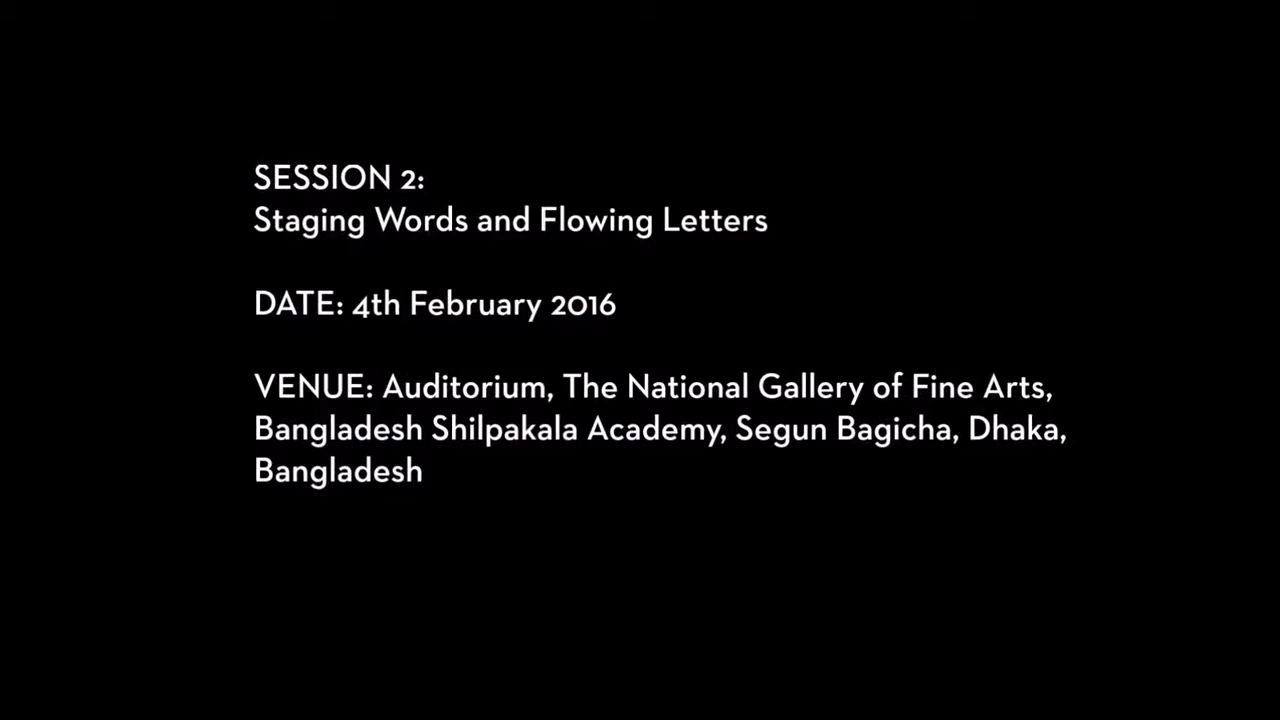 SESSION 2:
Staging Words and Flowing Letters
DATE: 4th February 2016
VENUE: Auditorium, The National Gallery of Fine Arts,
Bangladesh Shilpakala Academy, Segun Bagicha, Dhaka,
Bangladesh